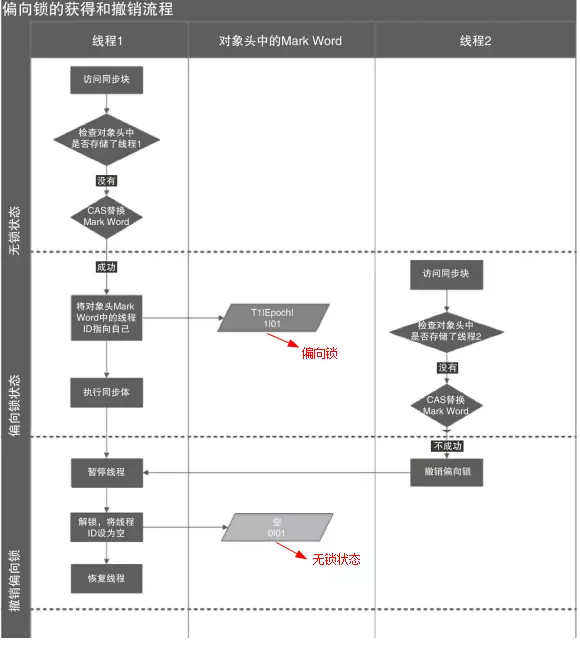 偏向锁的获得和撤销流程
线程1
对象头中的Mark Word
线程2
无锁状态
访问同步块
检查对象头中
是否存储了线程1
没有
CAS替换
Mark Word
偏向锁状态
成功
将对象头Mark
Word中的线程
ID指向自己
T1|Epoch|
1|01
偏向锁
执行同步体
访问同步块
检查对象头中
是否存储了线程2
没有
CAS替换
Mark Word
不成功
撤销偏向锁
撤销偏向锁
暂停线程
解锁，将线程
ID设为空
空
0|01
无锁状态
恢复线程